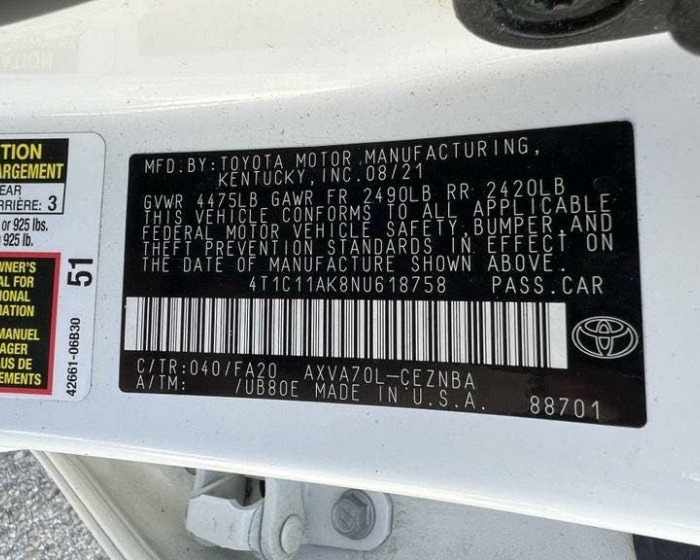 TION
ARGEMENT
EAR
RRIÈRE: 3
or 925 lbs.
925 lb.
WNER'S
AL FOR
IONAL
MATION
MANUEL
AGER
US DE
EMENTS
51
42661-06B30
MFD.BY:TOYOTA MOTOR MANUFACTURING,
KENTUCKY, INC.08/21
GVWR 4475LB GAWR FR 2490LB RR 2420LB
THIS VEHICLE CONFORMS TO ALL APPLICABLE
FEDERAL MOTOR VEHICLE SAFETY,BUMPER,AND
THEFT PREVENTION STANDARDS IN EFFECT ON
THE DATE OF MANUFACTURE SHOWN ABOVE.
4T1C11AK8NU618758 PASS.CAR
C/TR:040/FA20 AXVA70L-CEZNBA
A/TM: /UB80E MADE IN U.S.A. 88701